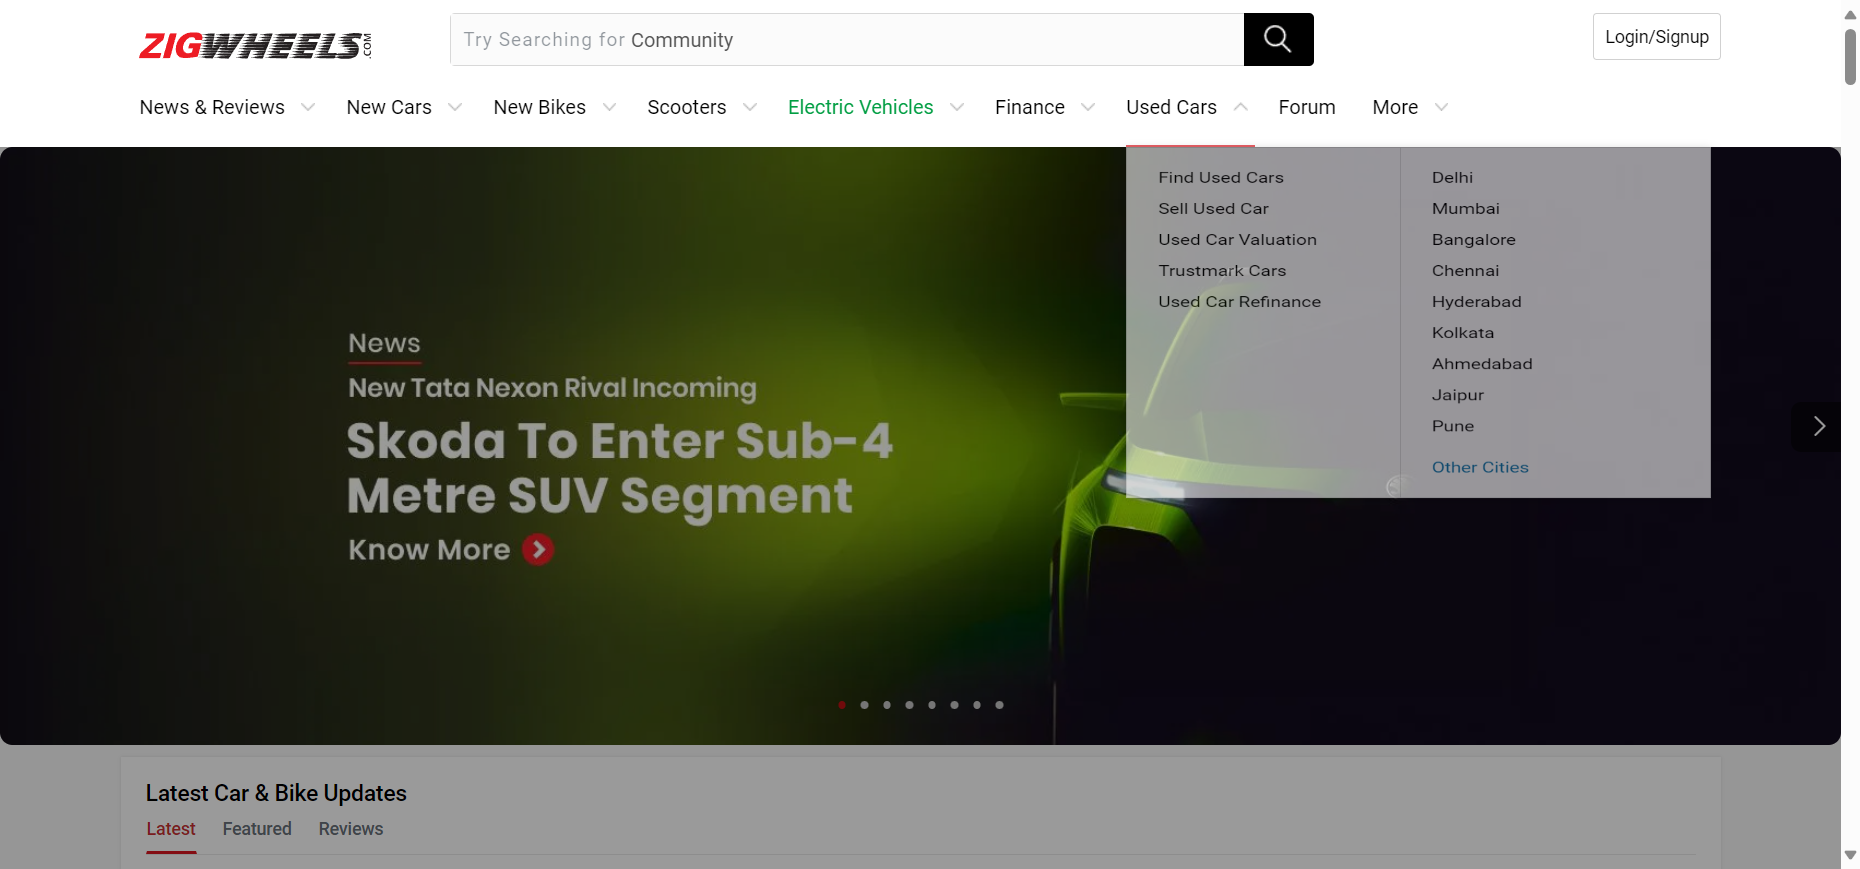 ZIGWHEELS.COM
Try Searching for Community
Login/Signup
News & Reviews
New Cars
New Bikes
Scooters
Electric Vehicles
Finance
Used Cars
Forum
More
Find Used Cars
Sell Used Car
Used Car Valuation
Trustmark Cars
Used Car Refinance
Delhi
Mumbai
Bangalore
Chennai
Hyderabad
Kolkata
Ahmedabad
Jaipur
Pune
Other Cities
News
New Tata Nexon Rival Incoming
Skoda To Enter Sub-4
Metre SUV Segment
Know More
Latest Car & Bike Updates
Latest
Featured
Reviews